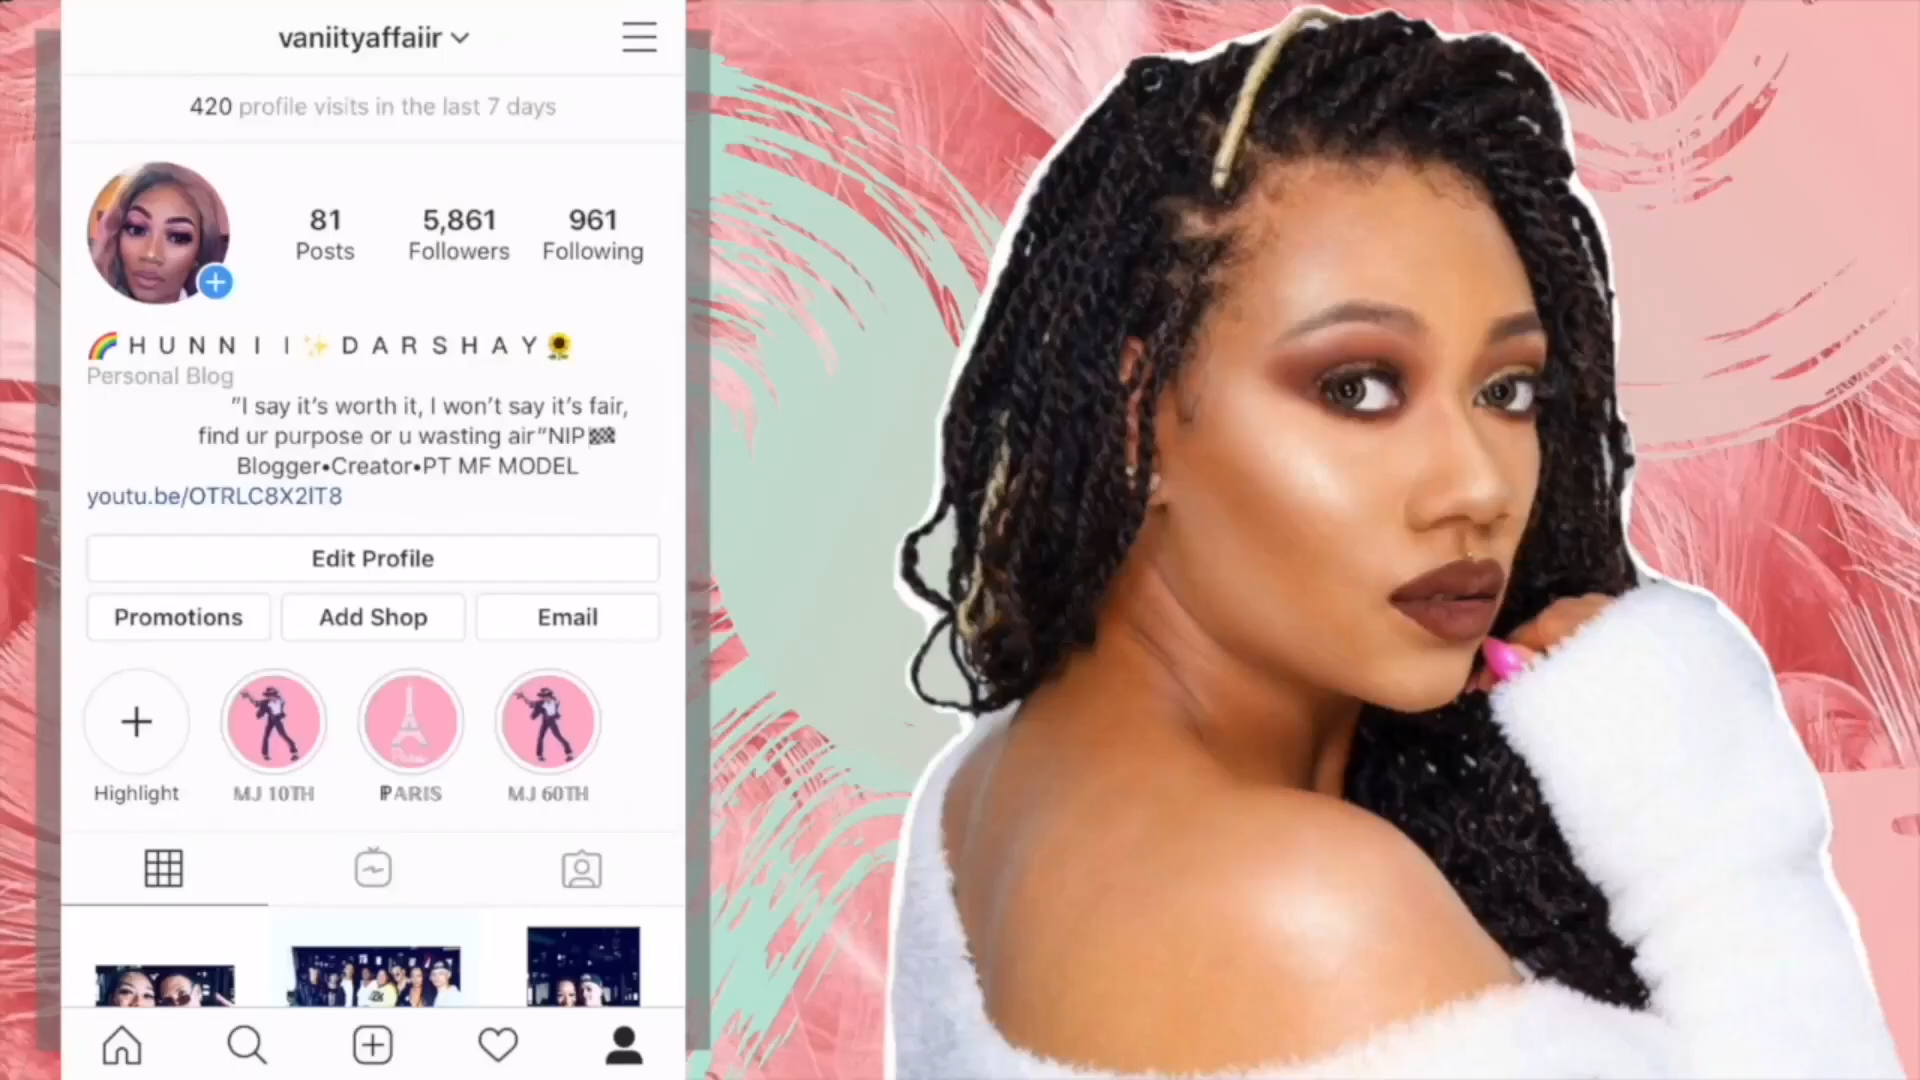 vaniityaffaiir
420 profile visits in the last 7 days
81 5,861 961
Posts Followers Following
🌈 H U N N I I ✨ D A R S H A Y 🌻
Personal Blog
"I say it's worth it, I won't say it's fair,
find ur purpose or u wasting air"NIP🏁
Blogger•Creator•PT MF MODEL
youtu.be/OTRLC8X2IT8
Edit Profile
Promotions Add Shop Email
Highlight MJ 10TH PARIS MJ 60TH